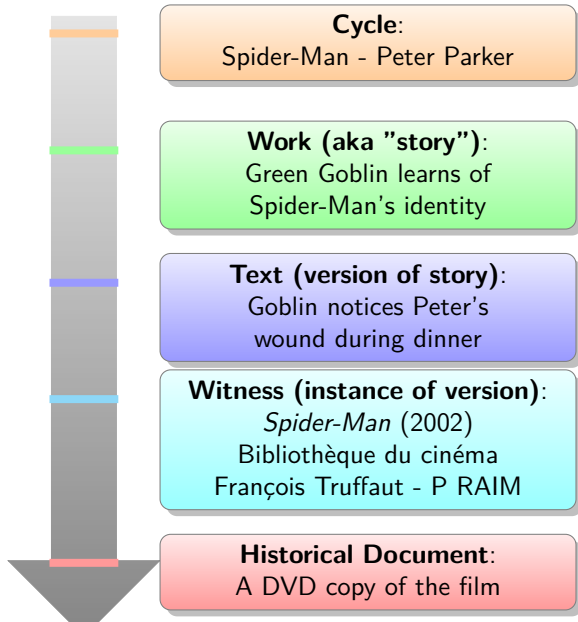 Cycle:
Spider-Man - Peter Parker
Work (aka ”story”):
Green Goblin learns of
Spider-Man’s identity
Text (version of story):
Goblin notices Peter’s
wound during dinner
Witness (instance of version):
Spider-Man (2002)
Bibliothèque du cinéma
François Truffaut - P RAIM
Historical Document:
A DVD copy of the film